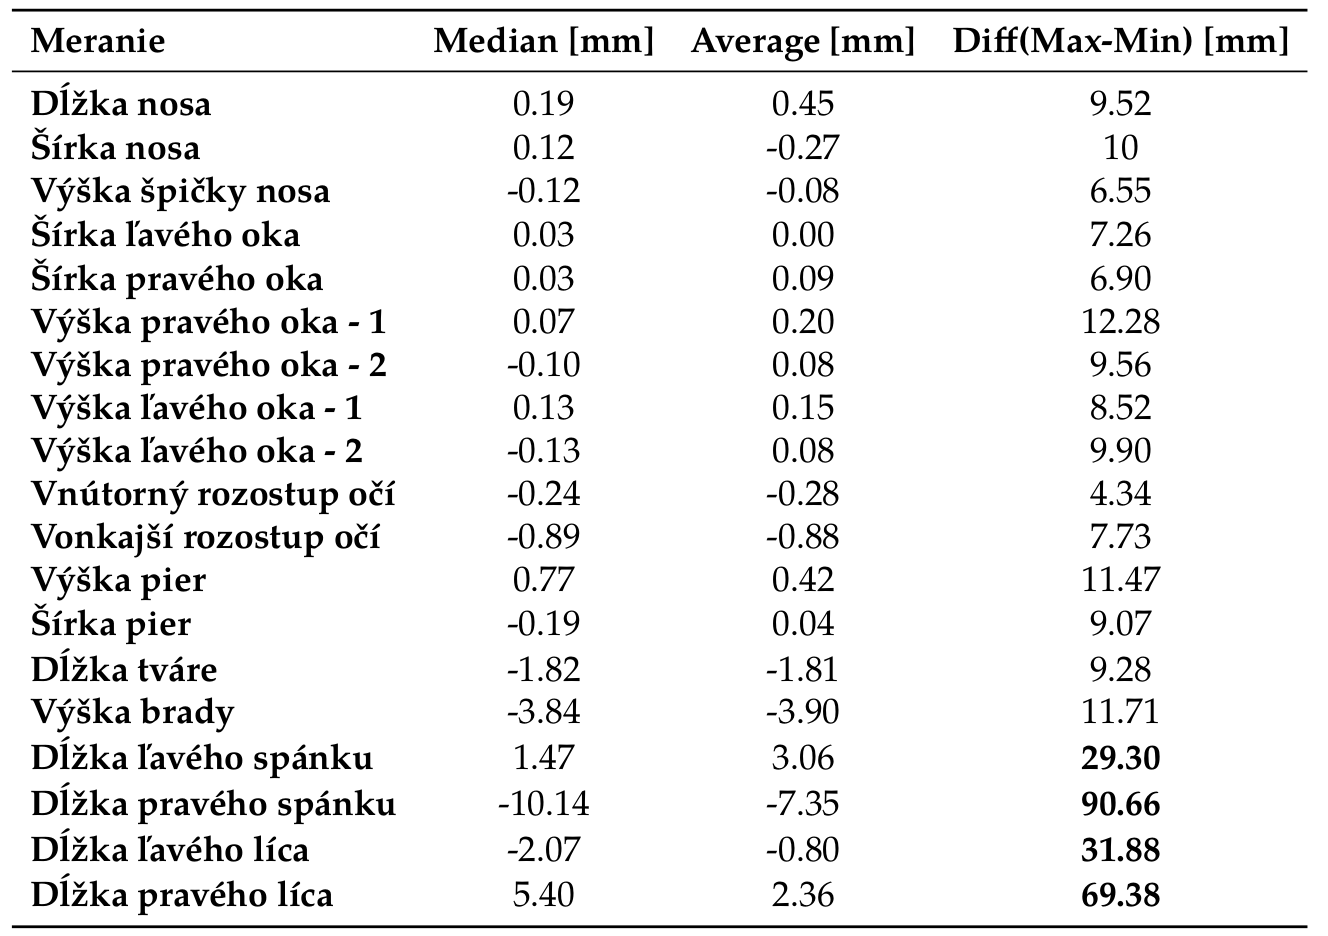 Meranie Median [mm] Average [mm] Diff(Max-Min) [mm]
Dĺžka nosa 0.19 0.45 9.52
Šírka nosa 0.12 -0.27 10
Výška špičky nosa -0.12 -0.08 6.55
Šírka ľavého oka 0.03 0.00 7.26
Šírka pravého oka 0.03 0.09 6.90
Výška pravého oka - 1 0.07 0.20 12.28
Výška pravého oka - 2 -0.10 0.08 9.56
Výška ľavého oka - 1 0.13 0.15 8.52
Výška ľavého oka - 2 -0.13 0.08 9.90
Vnútorný rozostup očí -0.24 -0.28 4.34
Vonkajší rozostup očí -0.89 -0.88 7.73
Výška pier 0.77 0.42 11.47
Šírka pier -0.19 0.04 9.07
Dĺžka tváre -1.82 -1.81 9.28
Výška brady -3.84 -3.90 11.71
Dĺžka ľavého spánku 1.47 3.06 29.30
Dĺžka pravého spánku -10.14 -7.35 90.66
Dĺžka ľavého líca -2.07 -0.80 31.88
Dĺžka pravého líca 5.40 2.36 69.38